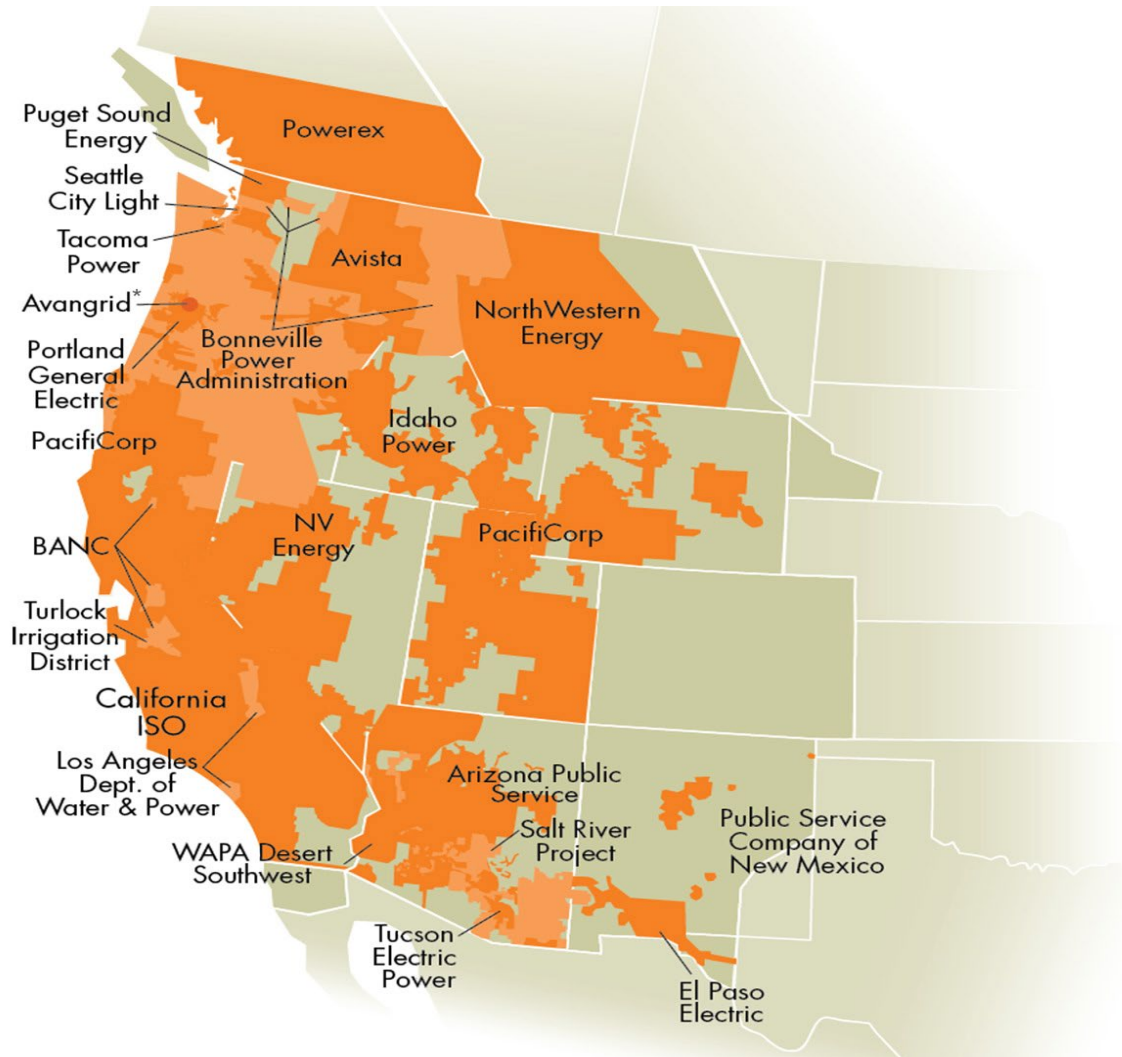 Puget Sound
Energy
Powerex
Seattle
City Light
Tacoma
Power
Avista
Avangrid*
NorthWestern
Energy
Portland
General
Electric
Bonneville
Power
Administration
PacifiCorp
Idaho
Power
BANC
NV
Energy
PacifiCorp
Turlock
Irrigation
District
California
ISO
Los Angeles
Dept. of
Water & Power
Arizona Public
Service
Salt River
Project
Public Service
Company of
New Mexico
WAPA Desert
Southwest
Tucson
Electric
Power
El Paso
Electric